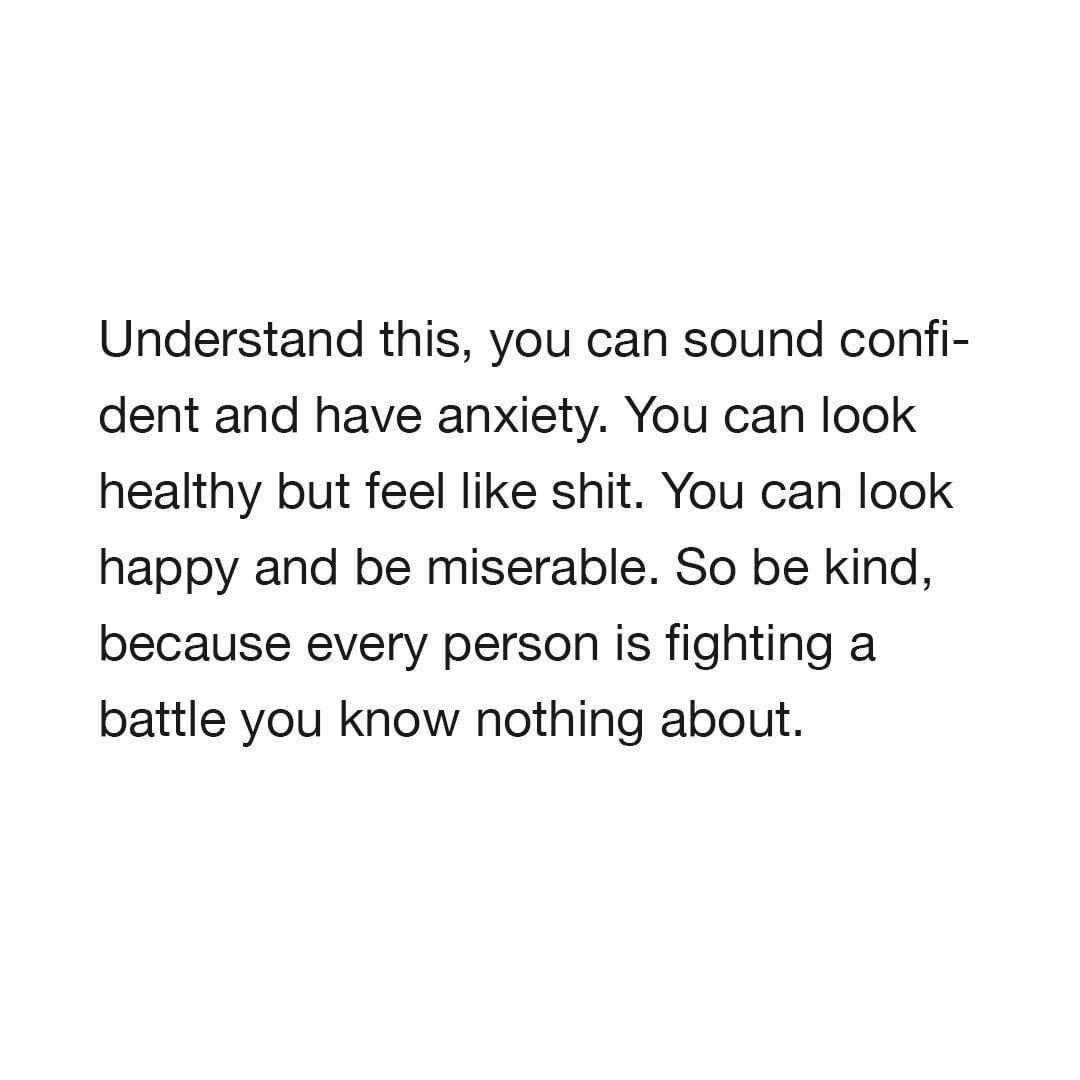 Understand this, you can sound confi-
dent and have anxiety. You can look
healthy but feel like shit. You can look
happy and be miserable. So be kind,
because every person is fighting a
battle you know nothing about.